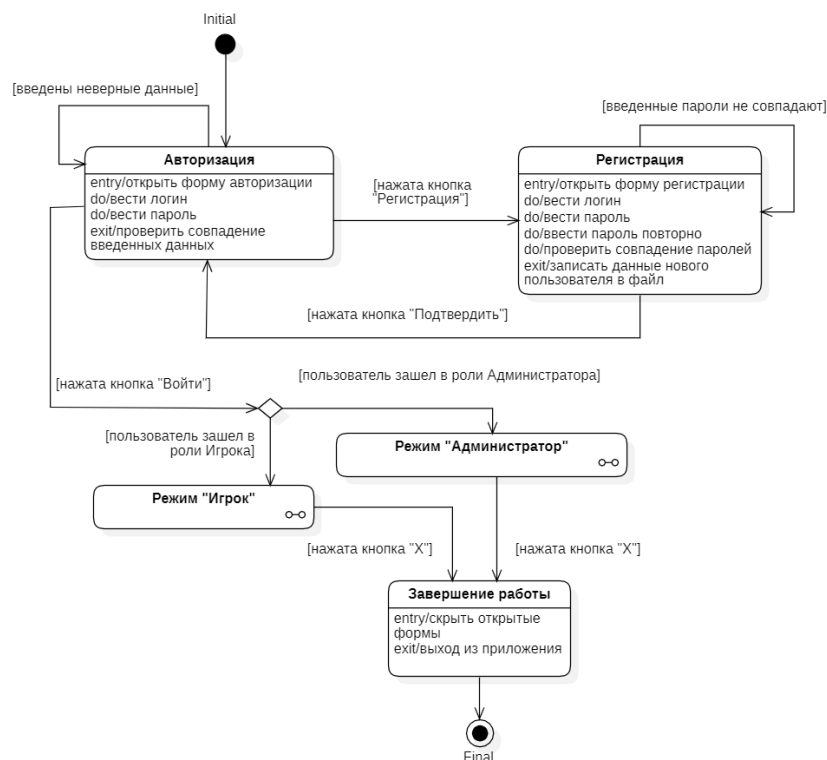 Initial
[введены неверные данные]
[введенные пароли не совпадают]
Авторизация
entry/открыть форму авторизации
do/вести логин
do/вести пароль
exit/проверить совпадение
введенных данных
[нажата кнопка
"Регистрация"]
Регистрация
entry/открыть форму регистрации
do/вести логин
do/вести пароль
do/ввести пароль повторно
do/проверить совпадение паролей
exit/записать данные нового
пользователя в файл
[нажата кнопка "Подтвердить"]
[нажата кнопка "Войти"]
[пользователь зашел в роли Администратора]
[пользователь зашел в
роли Игрока]
Режим "Администратор"
Режим "Игрок"
[нажата кнопка "X"]
[нажата кнопка "X"]
Завершение работы
entry/скрыть открытые
формы
exit/выход из приложения
Final